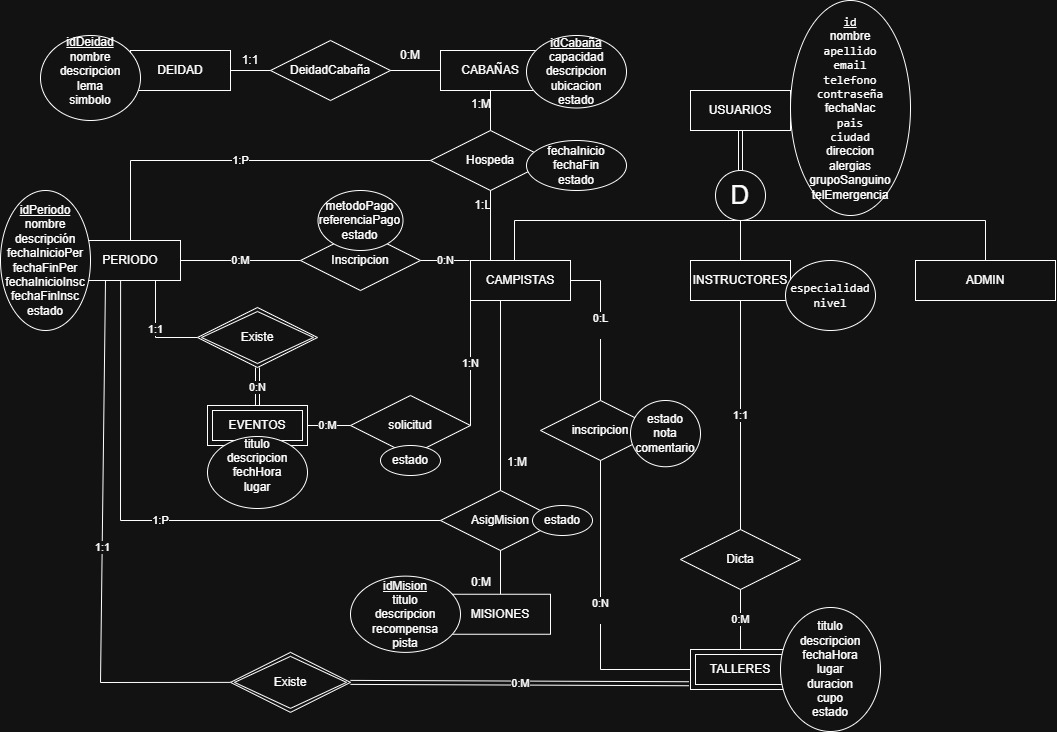 idDeidad
nombre
descripcion
lema
simbolo
DEIDAD
1:1
DeidadCabaña
0:M
CABAÑAS
idCabaña
capacidad
descripcion
ubicacion
estado
USUARIOS
id
nombre
apellido
email
telefono
contraseña
fechaNac
pais
ciudad
direccion
alergias
grupoSanguino
telEmergencia
1:M
1:P
Hospeda
fechaInicio
fechaFin
estado
D
1:L
idPeriodo
nombre
descripción
fechaInicioPer
fechaFinPer
fechaInicioInsc
fechaFinInsc
estado
PERIODO
0:M
metodoPago
referenciaPago
estado
Inscripcion
0:N
CAMPISTAS
INSTRUCTORES
especialidad
nivel
ADMIN
1:1
Existe
0:L
0:N
1:N
EVENTOS
titulo
descripcion
fechHora
lugar
0:M
solicitud
estado
inscripcion
estado
nota
comentario
1:1
1:M
1:P
AsigMision
estado
1:1
Dicta
0:M
idMision
titulo
descripcion
recompensa
pista
MISIONES
0:N
0:M
Existe
0:M
TALLERES
titulo
descripcion
fechaHora
lugar
duracion
cupo
estado